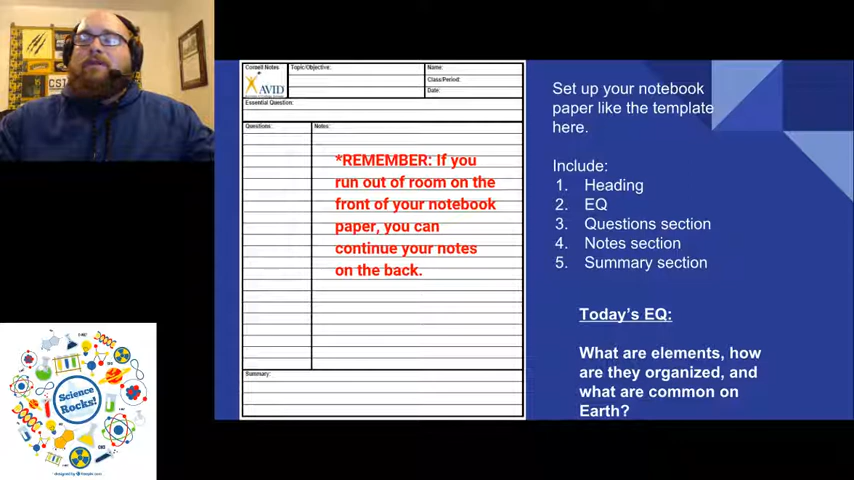 CSI
Cornell Notes
AVID
Topic/Objective:
Name:
Class/Period:
Date:
Essential Question:
Questions:
Notes:
*REMEMBER: If you
run out of room on the
front of your notebook
paper, you can
continue your notes
on the back.
Summary:
Set up your notebook
paper like the template
here.
Include:
1. Heading
2. EQ
3. Questions section
4. Notes section
5. Summary section
Today's EQ:
What are elements, how
are they organized, and
what are common on
Earth?
Science
Rocks!